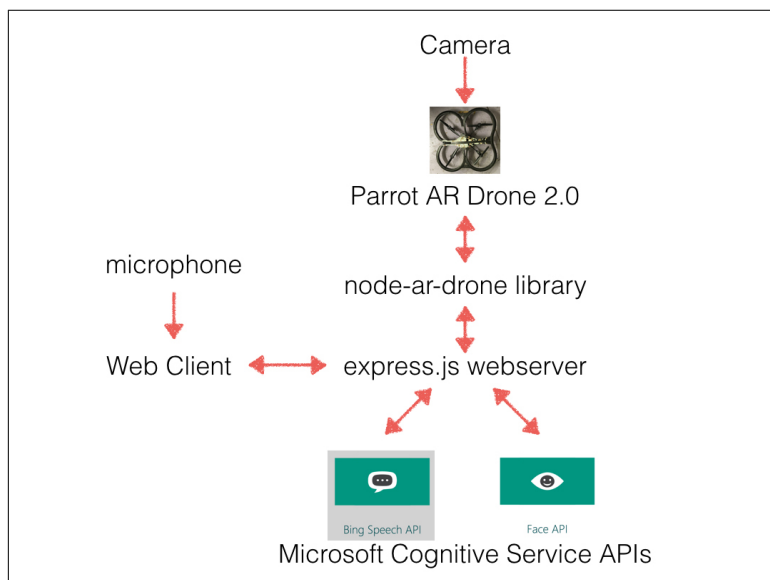 Camera
Parrot AR Drone 2.0
microphone
node-ar-drone library
Web Client
express.js webserver
Bing Speech API
Face API
Microsoft Cognitive Service APIs